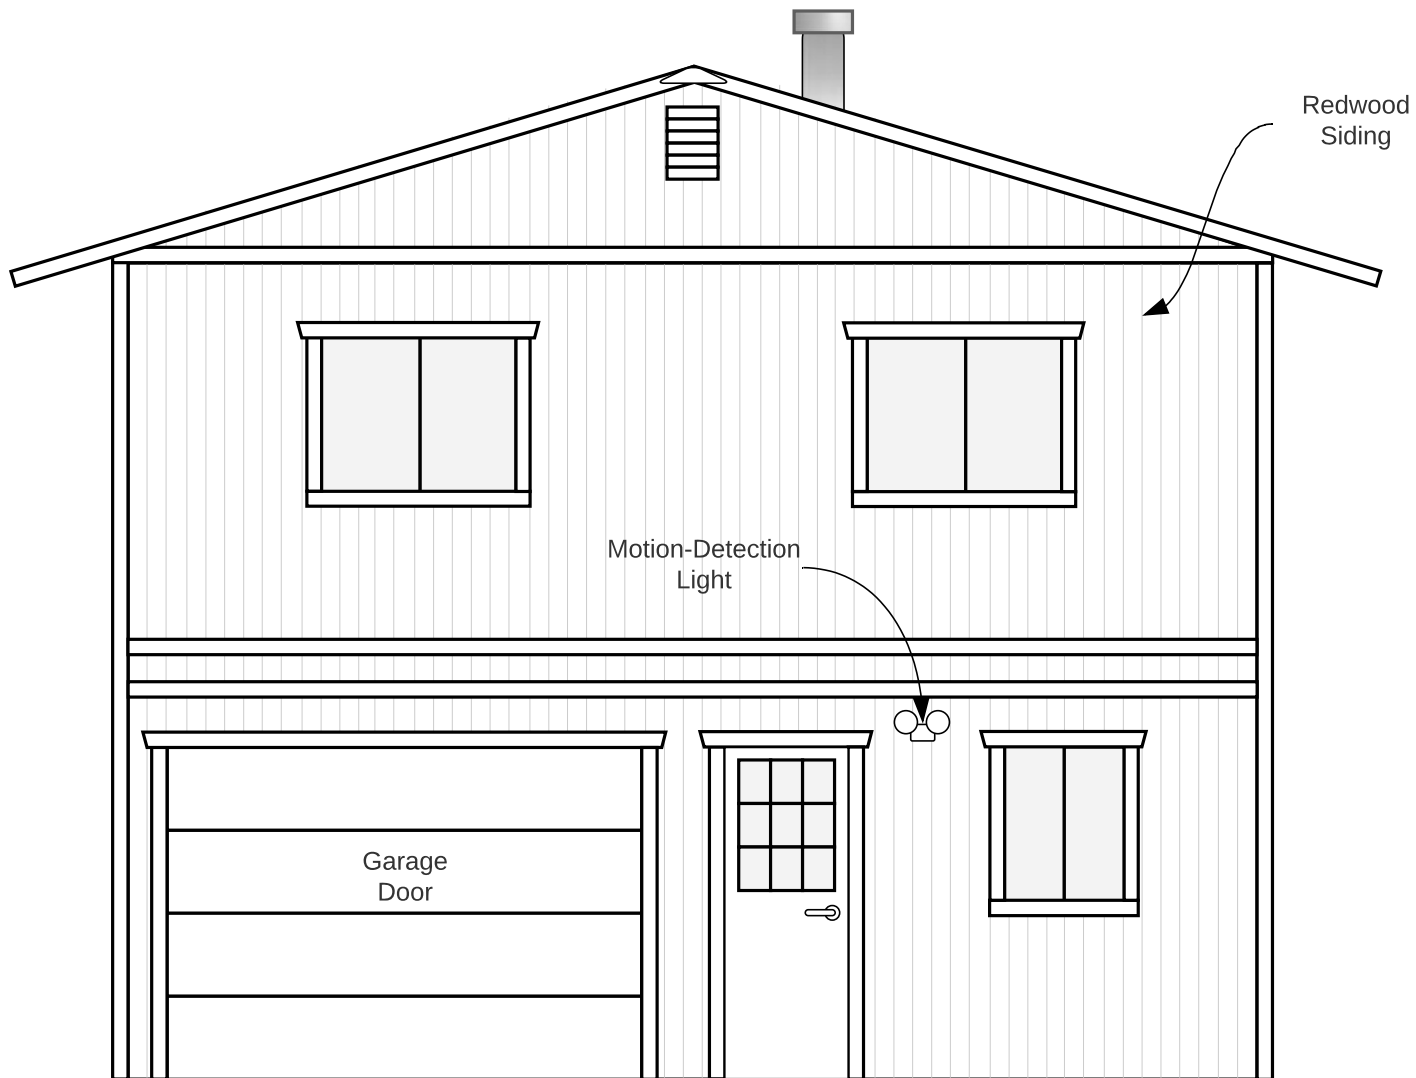 Redwood
Siding
Motion-Detection
Light
Garage
Door